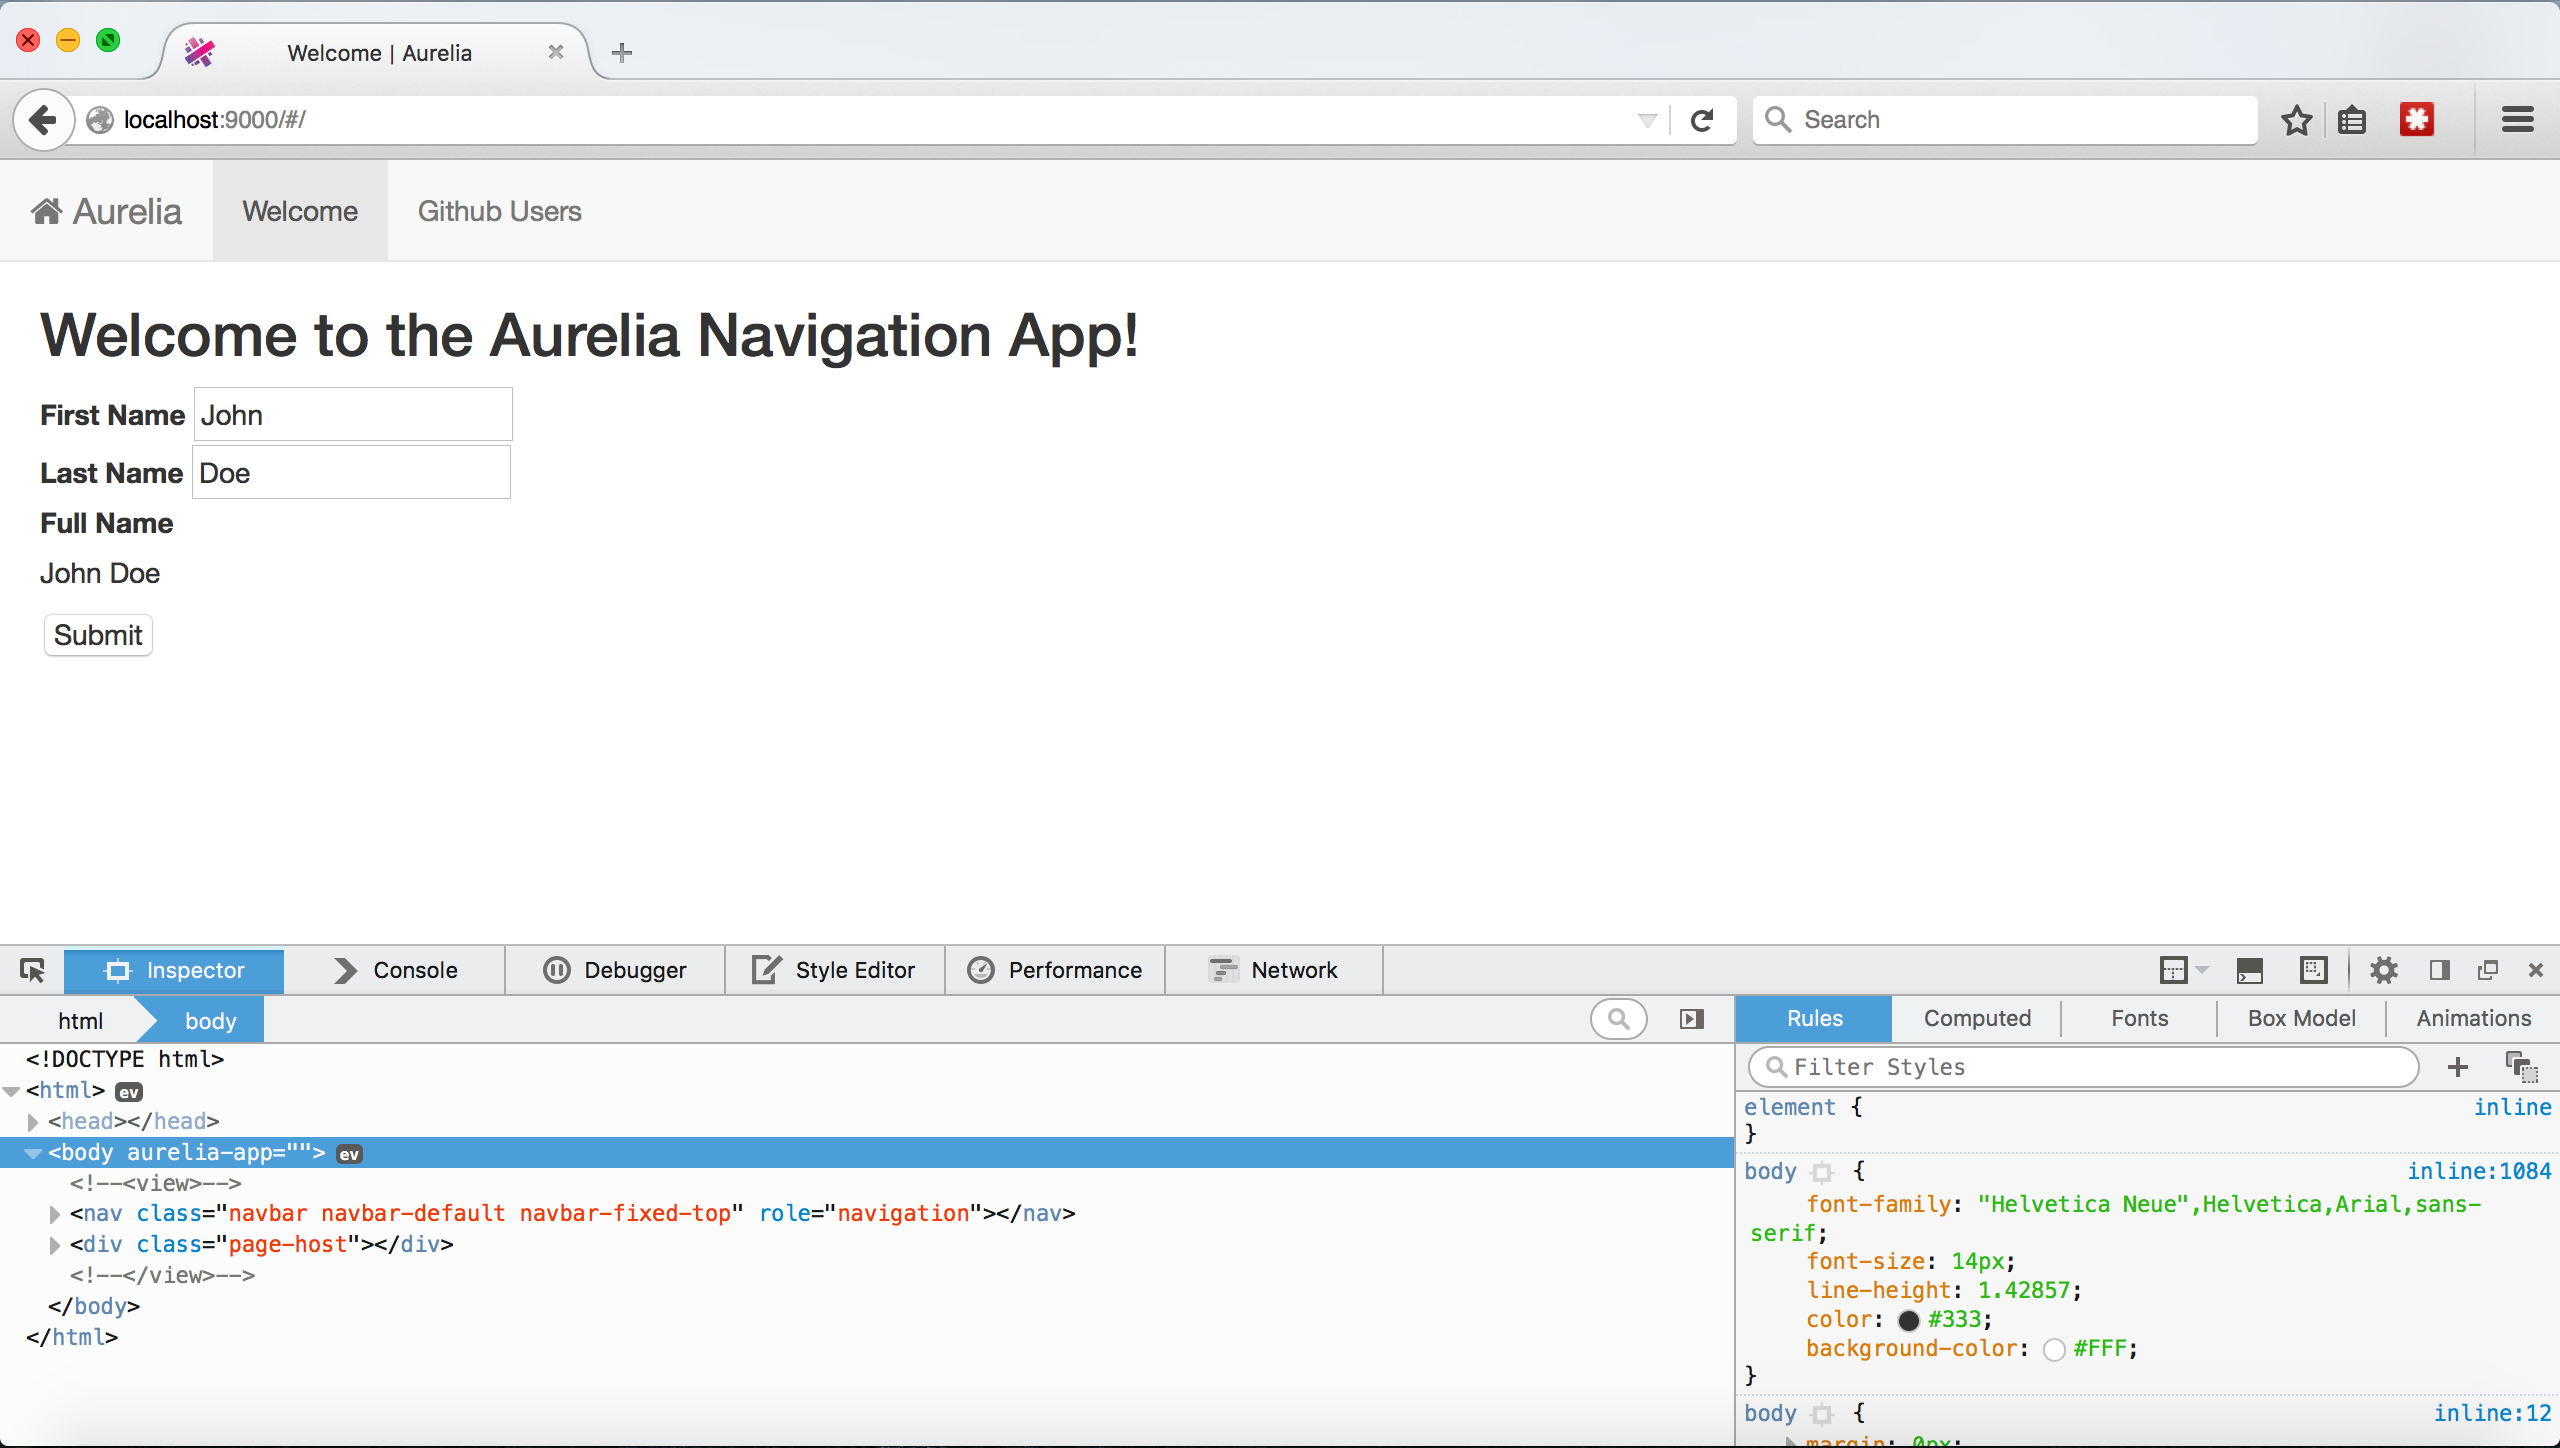 Welcome | Aurelia
localhost:9000/#/
Search
Aurelia
Welcome
Github Users
Welcome to the Aurelia Navigation App!
First Name John
Last Name Doe
Full Name
John Doe
Submit
Inspector
Console
Debugger
Style Editor
Performance
Network
html
body
<!DOCTYPE html>
<html> ev
<head></head>
<body aurelia-app=""> ev
<!--<view>-->
<nav class="navbar navbar-default navbar-fixed-top" role="navigation"></nav>
<div class="page-host"></div>
<!--</view>-->
</body>
</html>
Rules
Computed
Fonts
Box Model
Animations
Filter Styles
element { inline
}
body { inline:1084
font-family: "Helvetica Neue",Helvetica,Arial,sans-
serif;
font-size: 14px;
line-height: 1.42857;
color: #333;
background-color: #FFF;
}
body { inline:12
margin: 0px;